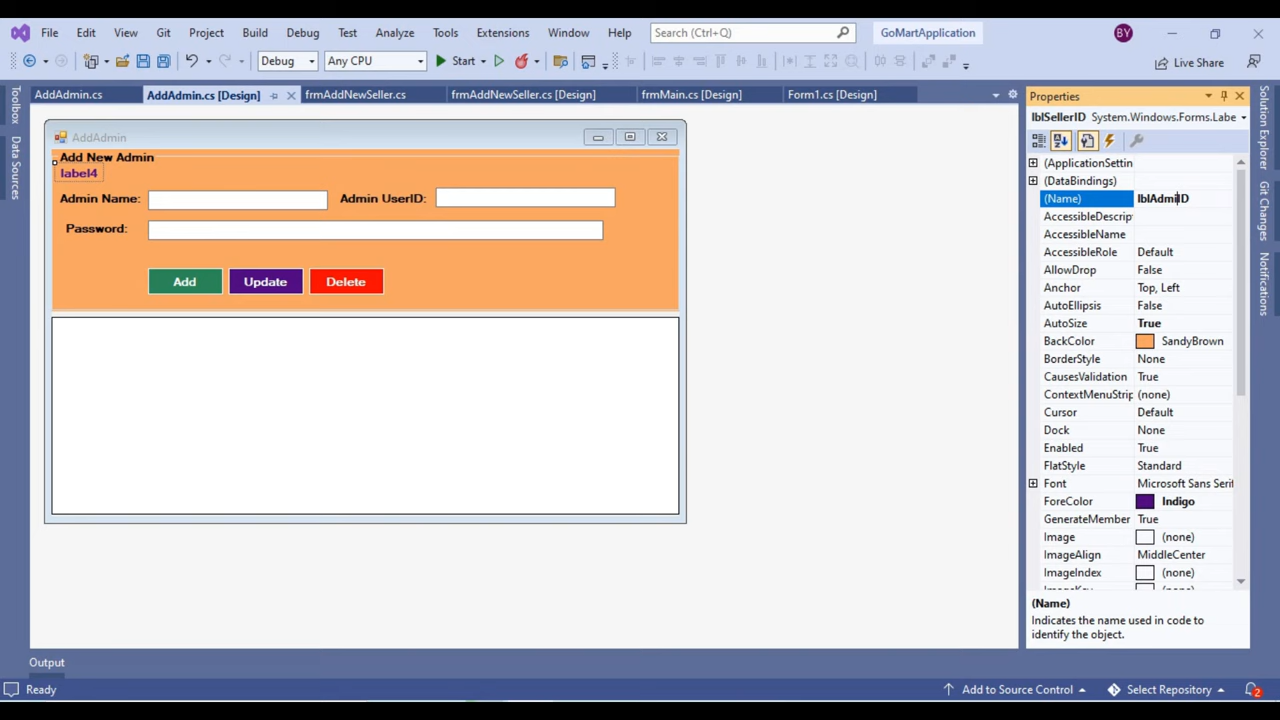 File Edit View Git Project Build Debug Test Analyze Tools Extensions Window Help Search (Ctrl+Q) GoMartApplication BY
Debug Any CPU Start Live Share
AddAdmin.cs AddAdmin.cs [Design] frmAddNewSeller.cs frmAddNewSeller.cs [Design] frmMain.cs [Design] Form1.cs [Design]
Toolbox
Data Sources
AddAdmin
Add New Admin
label4
Admin Name: Admin UserID:
Password:
Add Update Delete
Properties
lblSellerID System.Windows.Forms.Labe
(ApplicationSettin
(DataBindings)
(Name) lblAdminID
AccessibleDescrip
AccessibleName
AccessibleRole Default
AllowDrop False
Anchor Top, Left
AutoEllipsis False
AutoSize True
BackColor SandyBrown
BorderStyle None
CausesValidation True
ContextMenuStrip (none)
Cursor Default
Dock None
Enabled True
FlatStyle Standard
Font Microsoft Sans Serif
ForeColor Indigo
GenerateMember True
Image (none)
ImageAlign MiddleCenter
ImageIndex (none)
ImageKey (none)
(Name)
Indicates the name used in code to
identify the object.
Solution Explorer
Git Changes
Notifications
Output
Ready Add to Source Control Select Repository 2